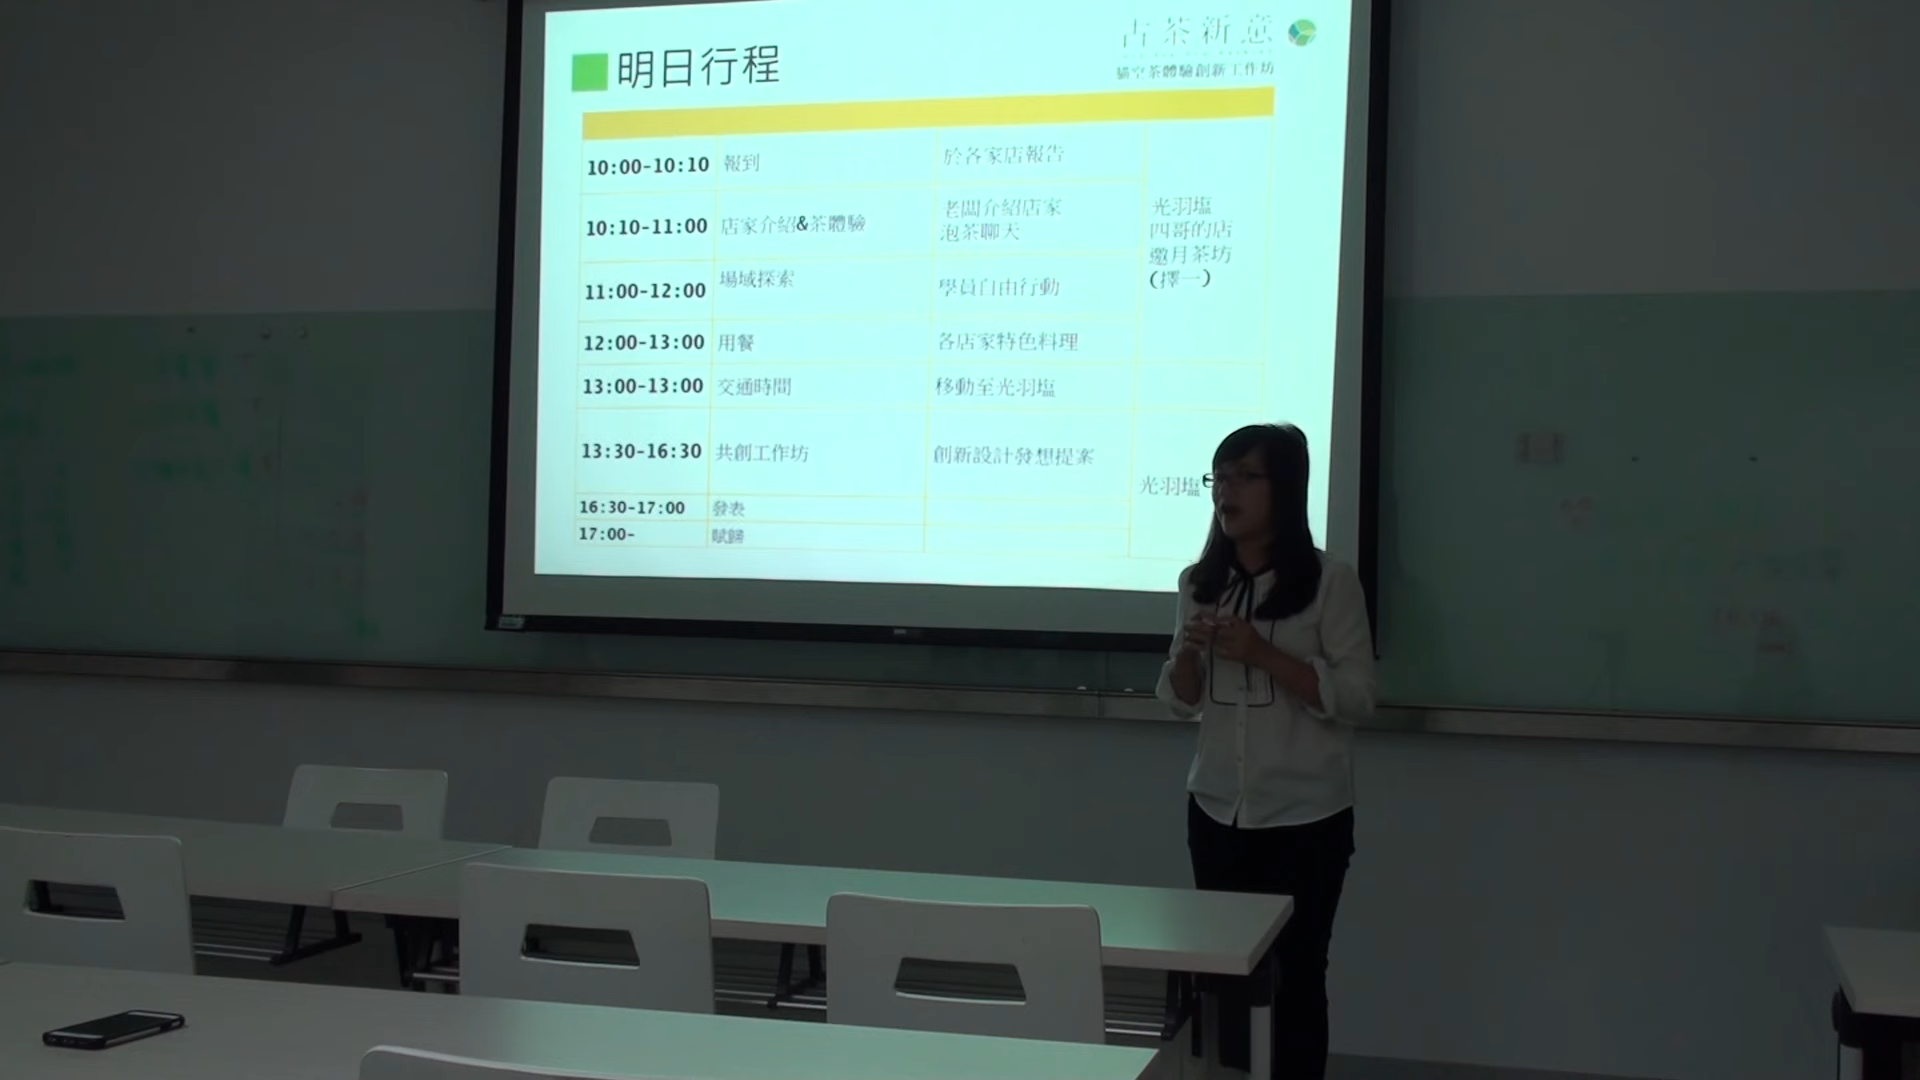 明日行程
古茶新意
貓空茶體驗創新工作坊
10:00-10:10 報到 於各家店報告
10:10-11:00 店家介紹&茶體驗 老闆介紹店家
泡茶聊天
光羽塩
四哥的店
邀月茶坊
(擇一)
11:00-12:00 場域探索 學員自由行動
12:00-13:00 用餐 各店家特色料理
13:00-13:00 交通時間 移動至光羽塩
13:30-16:30 共創工作坊 創新設計發想提案
光羽塩
16:30-17:00 發表
17:00- 賦歸